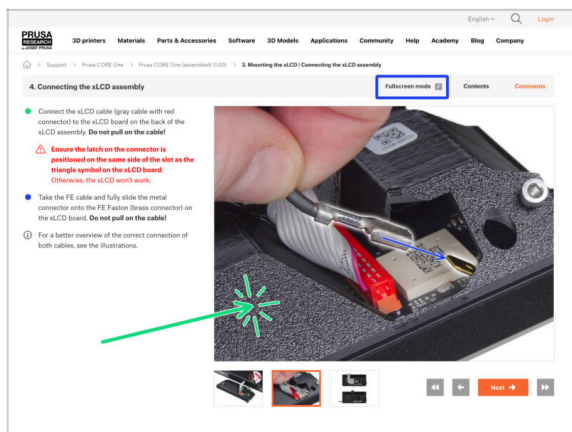 English
Login
PRUSA
RESEARCH
by JOSEF PRUSA
3D printers Materials Parts & Accessories Software 3D Models Applications Community Help Academy Blog Company
Support > Prusa CORE One > Prusa CORE One (assembled) (1.00) > 3. Mounting the xLCD | Connecting the xLCD assembly
4. Connecting the xLCD assembly
Fullscreen mode F
Contents
Comments
Connect the xLCD cable (gray cable with red
connector) to the xLCD board on the back of the
xLCD assembly. Do not pull on the cable!
Ensure the latch on the connector is
positioned on the same side of the slot as the
triangle symbol on the xLCD board.
Otherwise, the xLCD won't work.
Take the FE cable and fully slide the metal
connector onto the FE Faston (brass connector) on
the xLCD board. Do not pull on the cable!
For a better overview of the correct connection of
both cables, see the illustrations.
Next